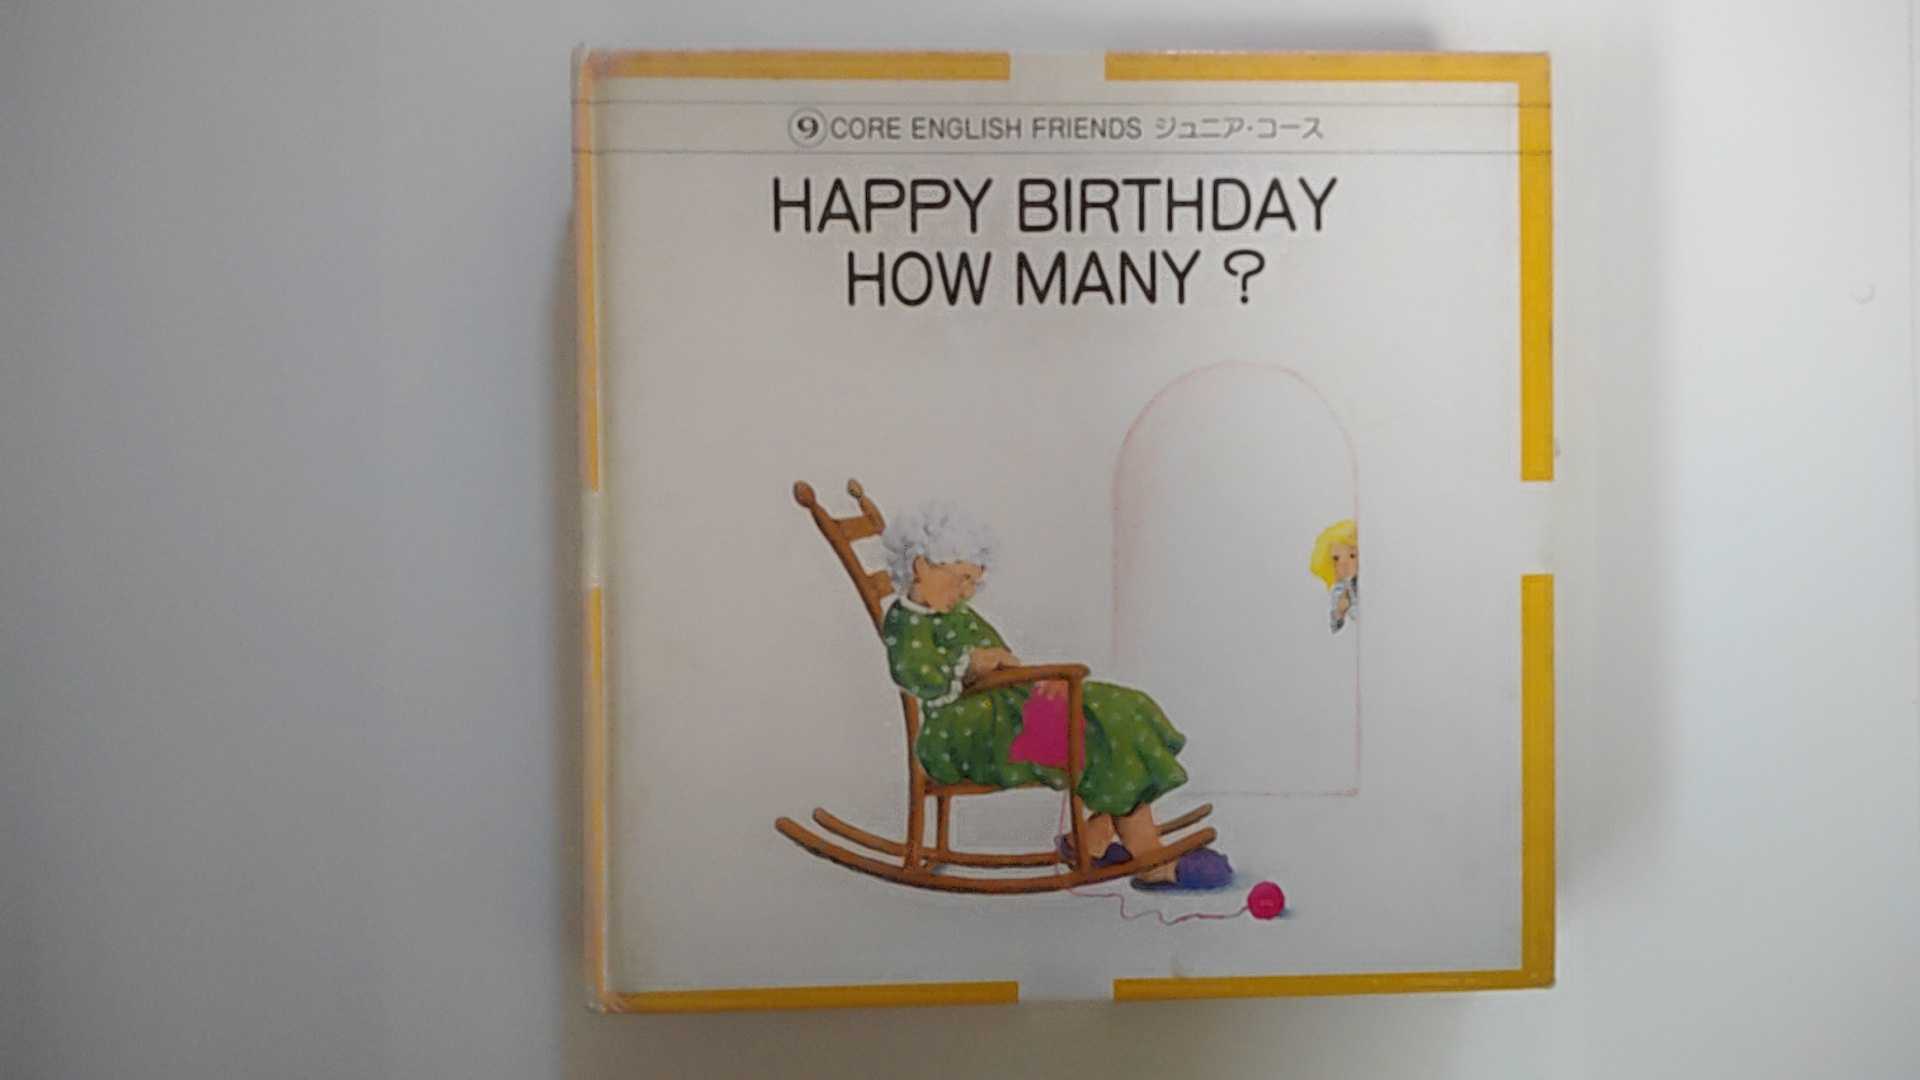 ⑨CORE ENGLISH FRIENDS ジュニア・コース
HAPPY BIRTHDAY
HOW MANY ?